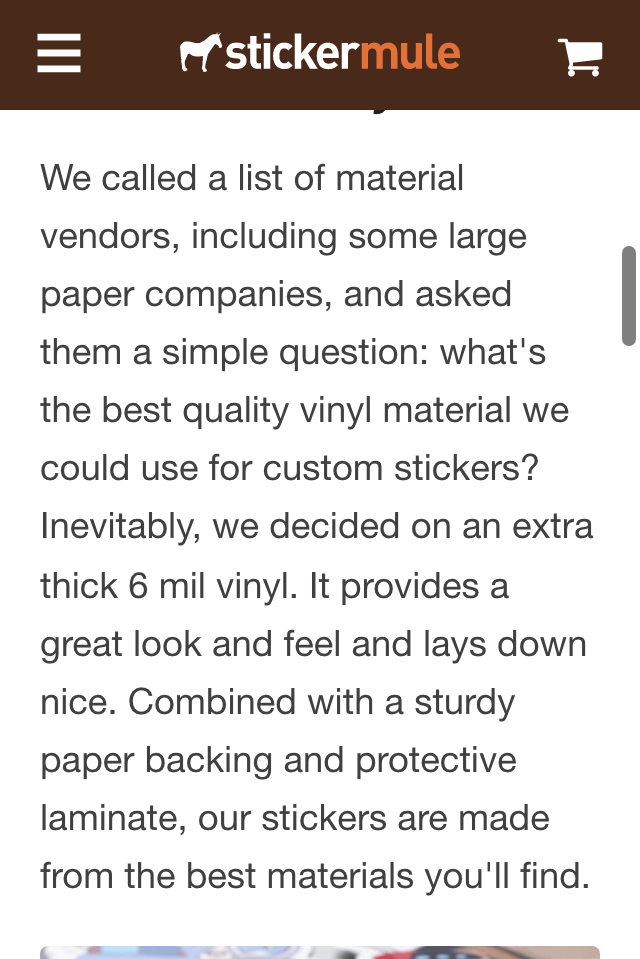 stickermule
We called a list of material
vendors, including some large
paper companies, and asked
them a simple question: what's
the best quality vinyl material we
could use for custom stickers?
Inevitably, we decided on an extra
thick 6 mil vinyl. It provides a
great look and feel and lays down
nice. Combined with a sturdy
paper backing and protective
laminate, our stickers are made
from the best materials you'll find.